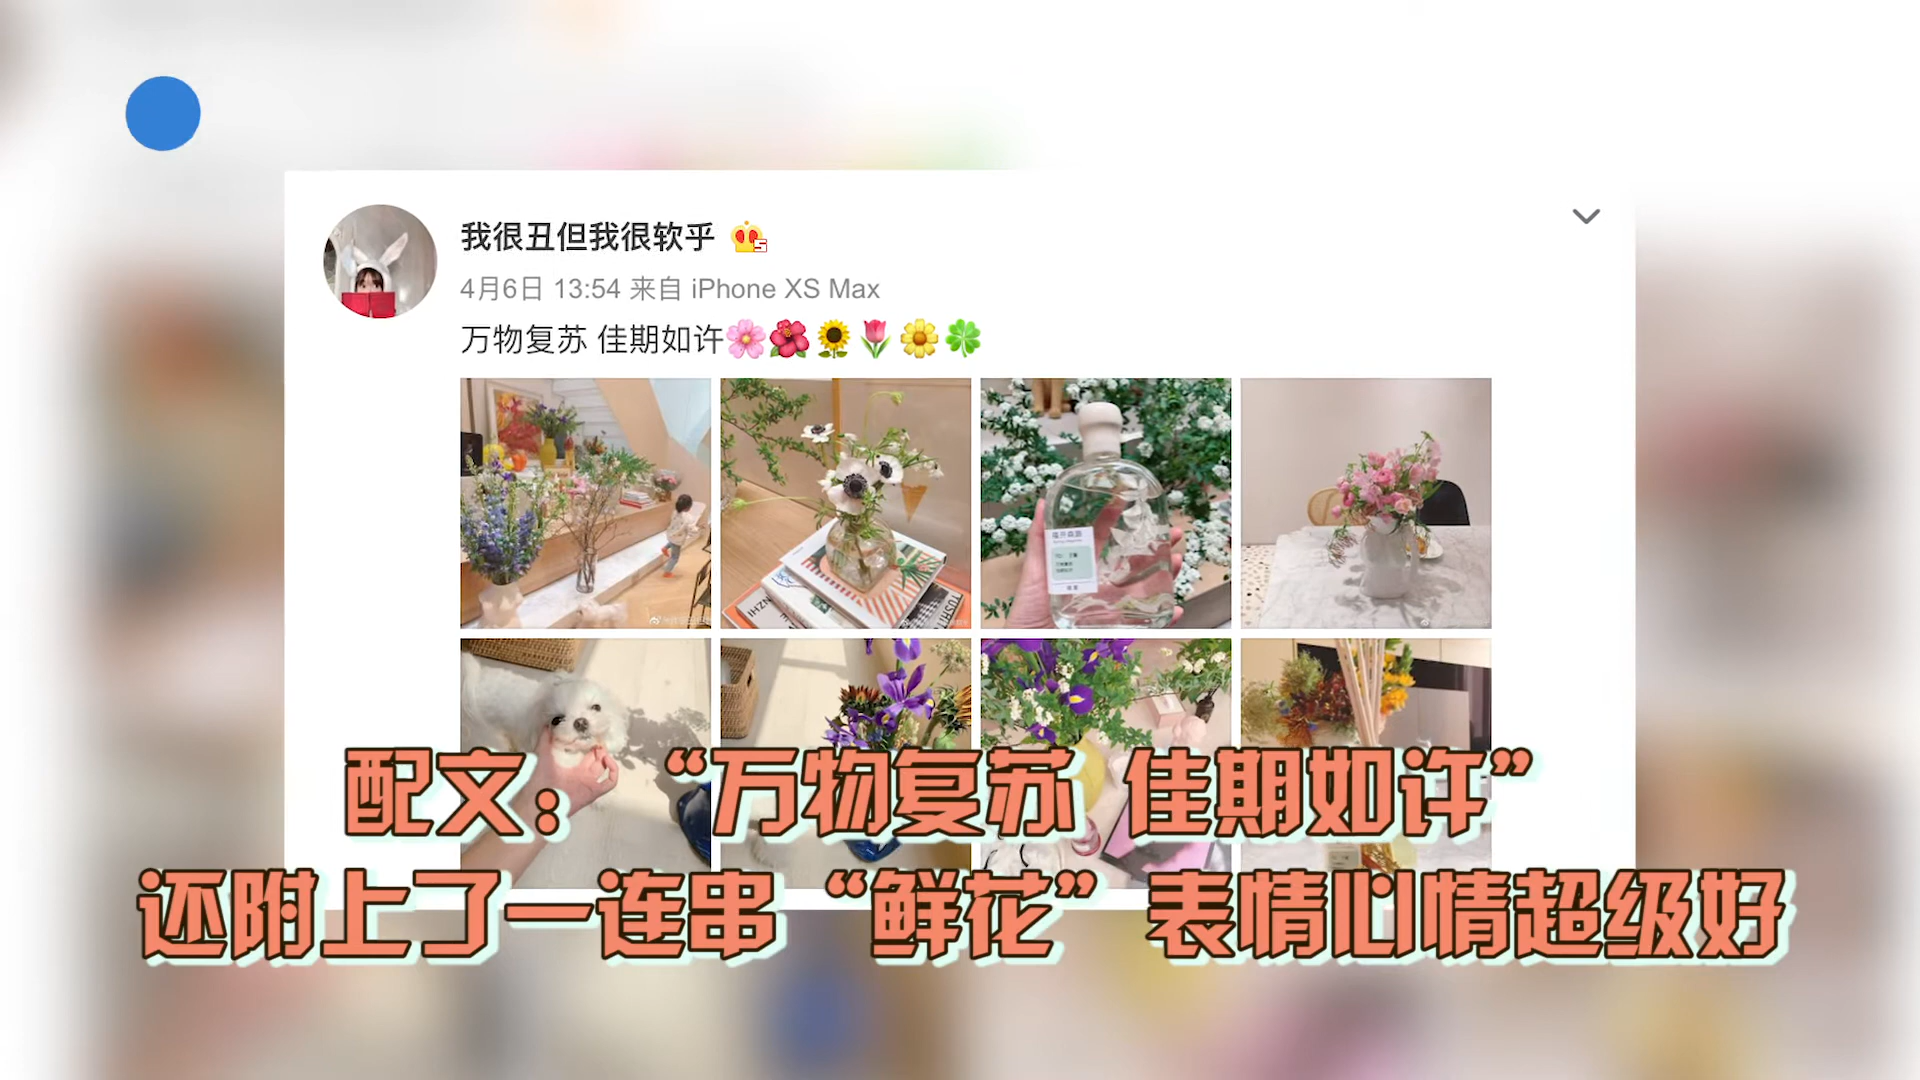 我很丑但我很软乎
4月6日 13:54 来自 iPhone XS Max
万物复苏 佳期如许🌸🌺🌻🌷🌼🍀
配文：“万物复苏 佳期如许”
还附上了一连串“鲜花”表情心情超级好